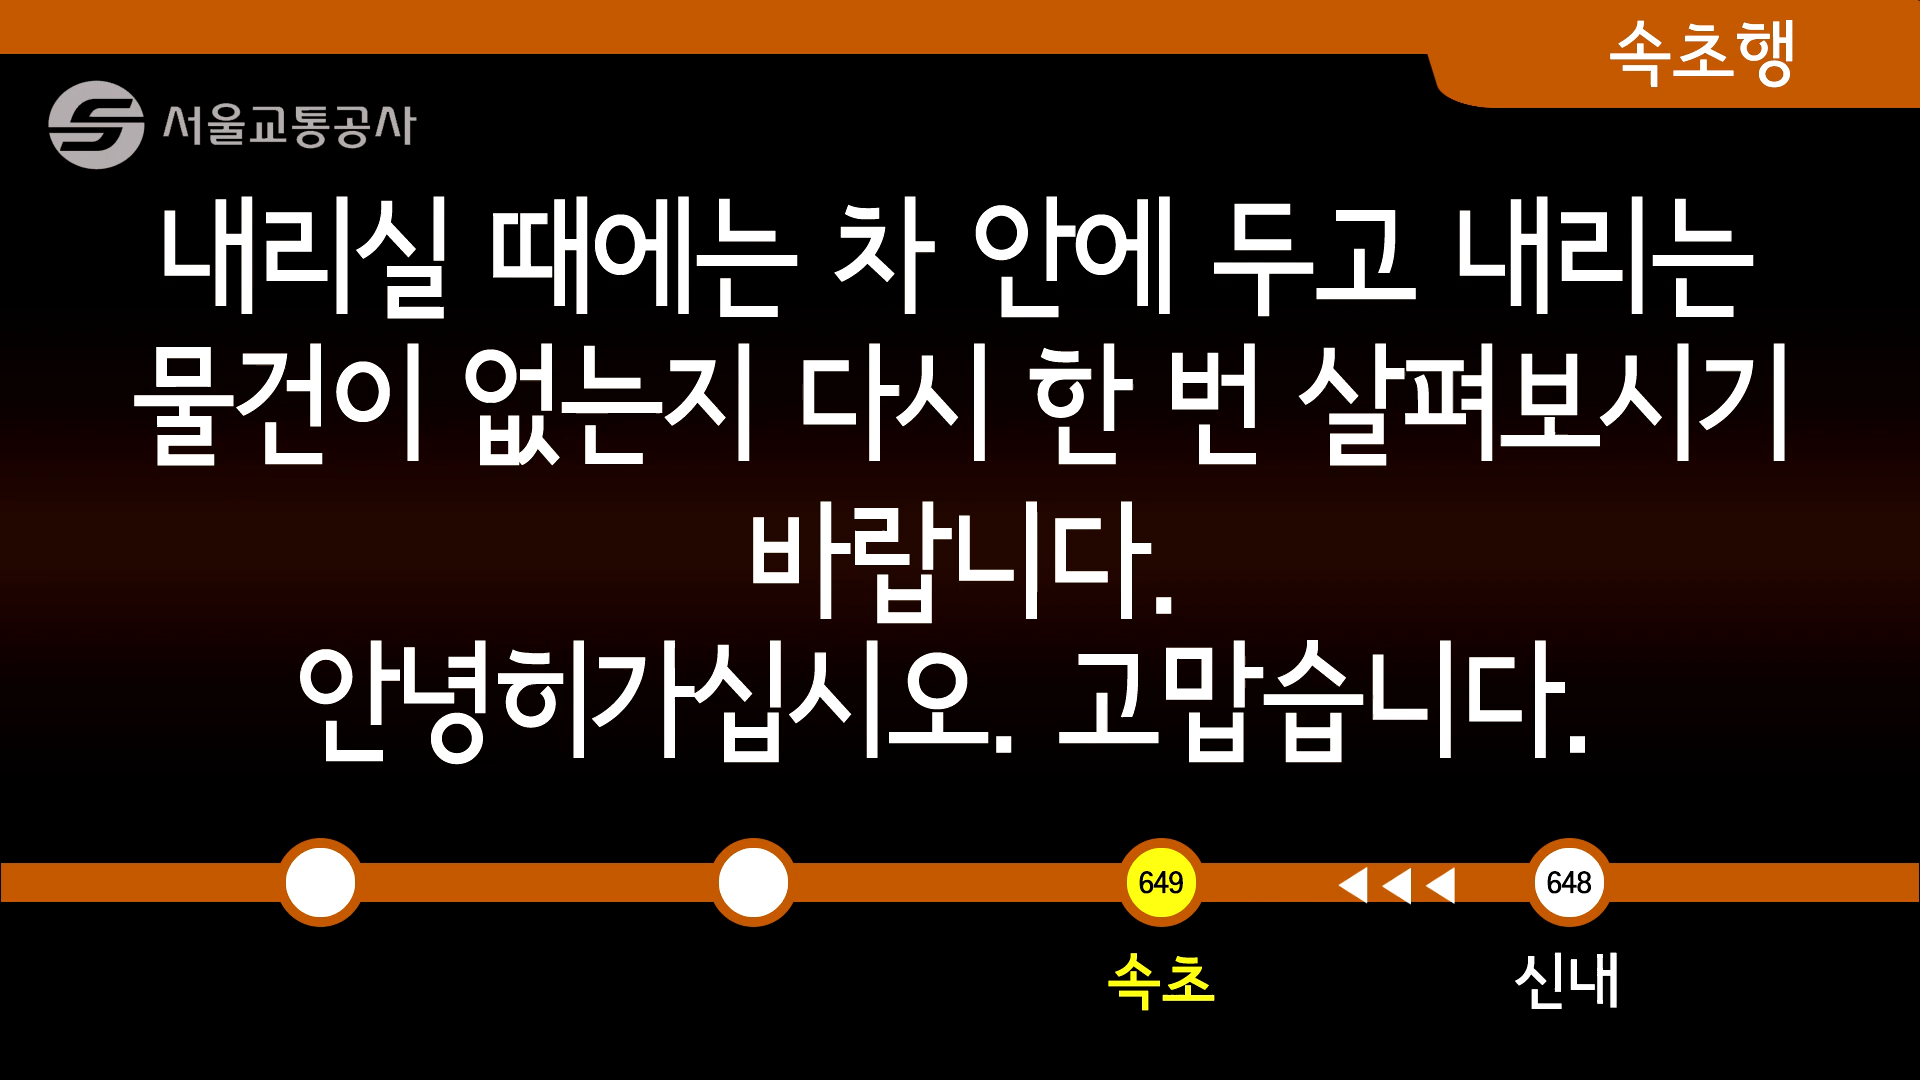 속초행
서울교통공사
내리실 때에는 차 안에 두고 내리는
물건이 없는지 다시 한 번 살펴보시기
바랍니다.
안녕히가십시오. 고맙습니다.
649
648
속초
신내